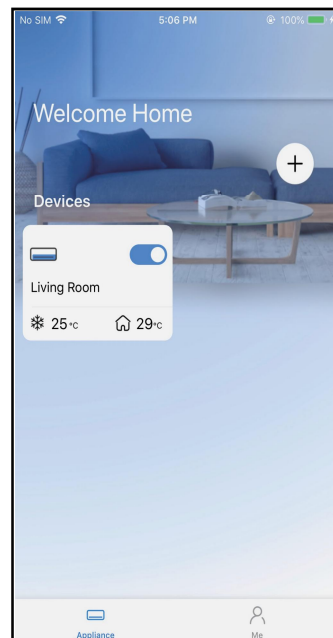 No SIM 5:06 PM 100%
Welcome Home
+
Devices
Living Room
25°C 29°C
Appliance Me